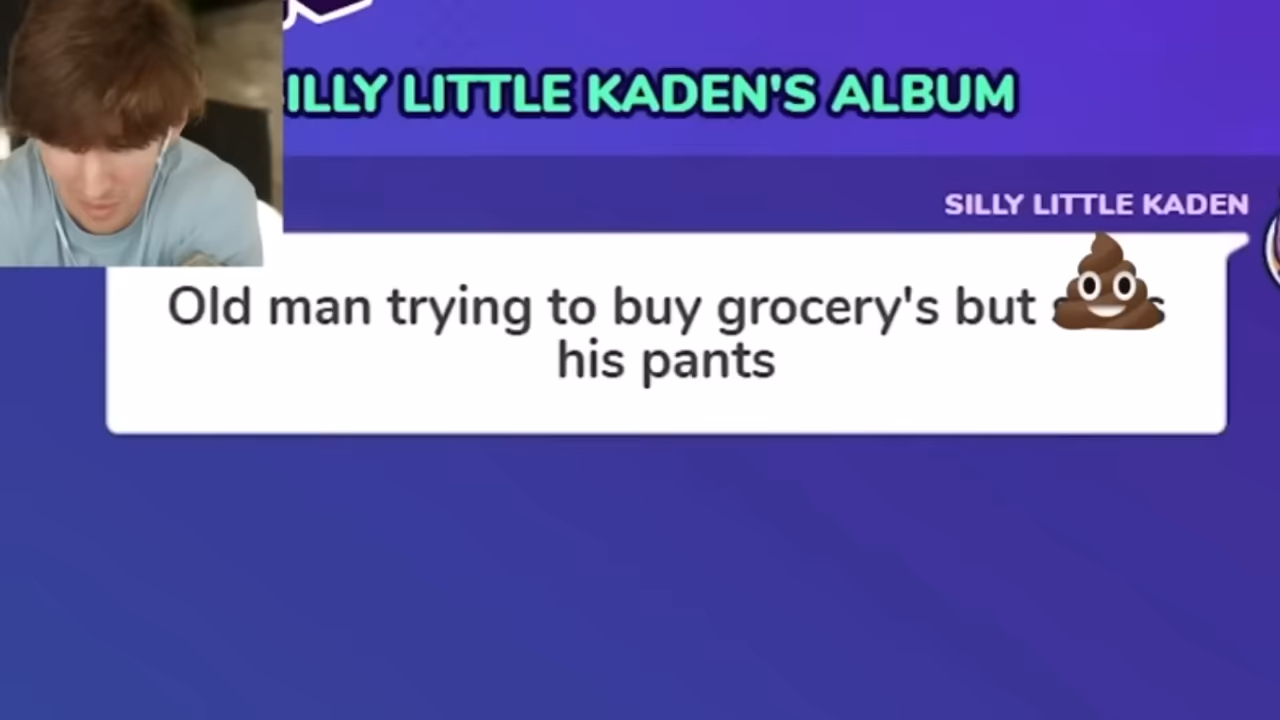 ILLY LITTLE KADEN'S ALBUM
SILLY LITTLE KADEN
Old man trying to buy grocery's but
his pants